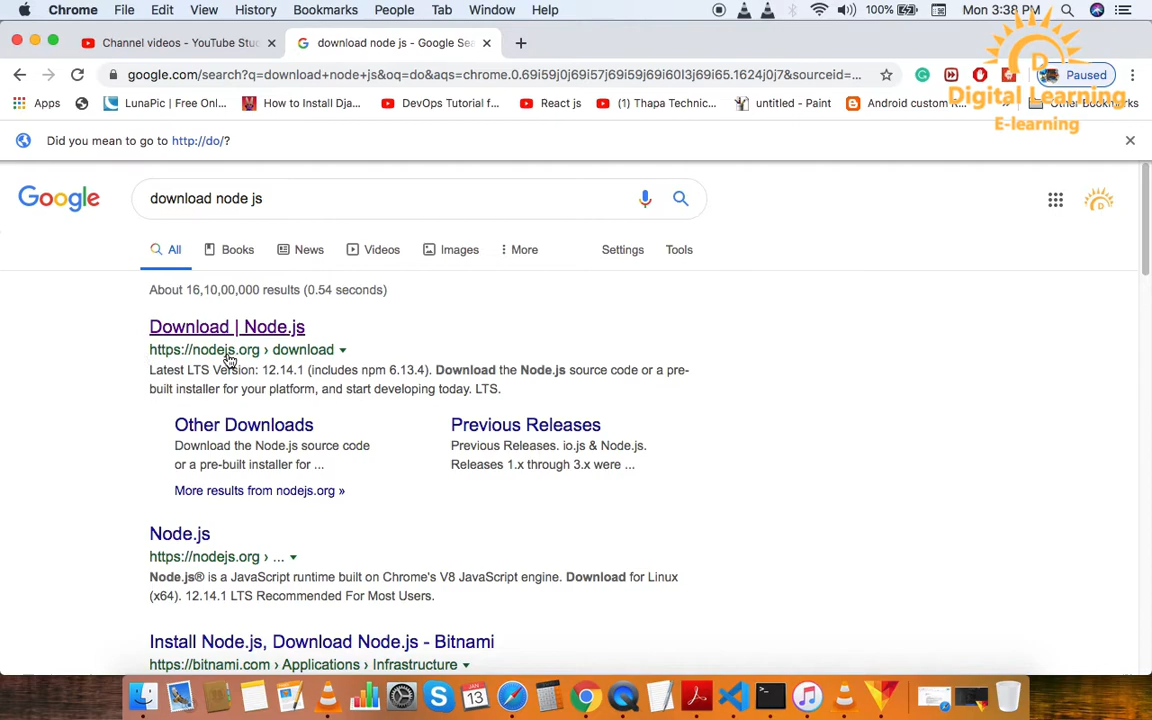 Chrome File Edit View History Bookmarks People Tab Window Help 100% Mon 3:38 PM
Channel videos - YouTube Stu
download node js - Google Sea
google.com/search?q=download+node+js&oq=do&aqs=chrome.0.69i59j0j69i57j69i59j69i60l3j69i65.1624j0j7&sourceid=...
Paused
Apps LunaPic | Free Onl... How to Install Dja... DevOps Tutorial f... React js (1) Thapa Technic... untitled - Paint Android custom R... Other Bookmarks
Digital Learning
E-learning
Did you mean to go to http://do/?
Google
download node js
All Books News Videos Images More Settings Tools
About 16,10,00,000 results (0.54 seconds)
Download | Node.js
https://nodejs.org › download
Latest LTS Version: 12.14.1 (includes npm 6.13.4). Download the Node.js source code or a pre-
built installer for your platform, and start developing today. LTS.
Other Downloads
Download the Node.js source code
or a pre-built installer for ...
Previous Releases
Previous Releases. io.js & Node.js.
Releases 1.x through 3.x were ...
More results from nodejs.org »
Node.js
https://nodejs.org › ...
Node.js® is a JavaScript runtime built on Chrome's V8 JavaScript engine. Download for Linux
(x64). 12.14.1 LTS Recommended For Most Users.
Install Node.js, Download Node.js - Bitnami
https://bitnami.com › Applications › Infrastructure
JAN
13